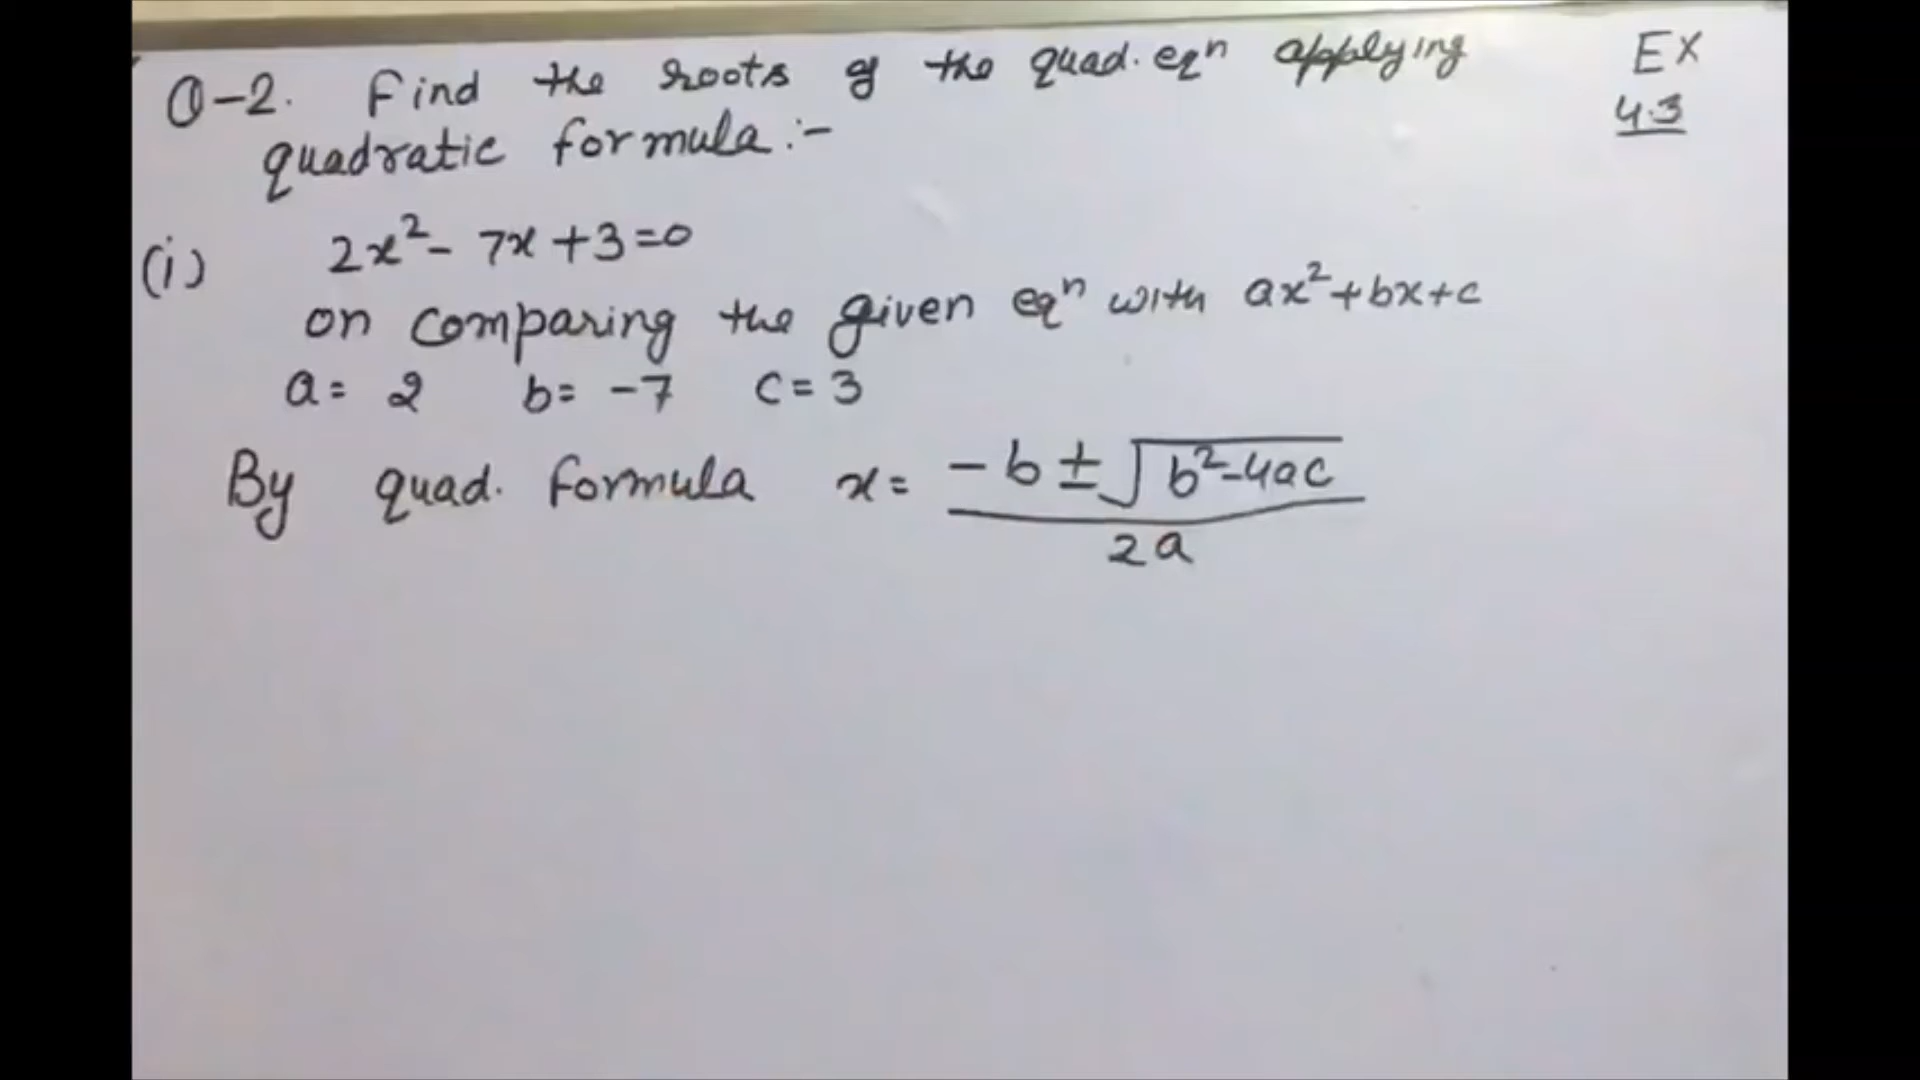 Q-2. Find the roots of the quad. eqⁿ applying
quadratic formula:-
EX
4.3
(i) 2x²- 7x+3=0
on comparing the given eqⁿ with ax²+bx+c
a= 2 b= -7 c=3
By quad. formula x= -b±√b²-4ac
2a